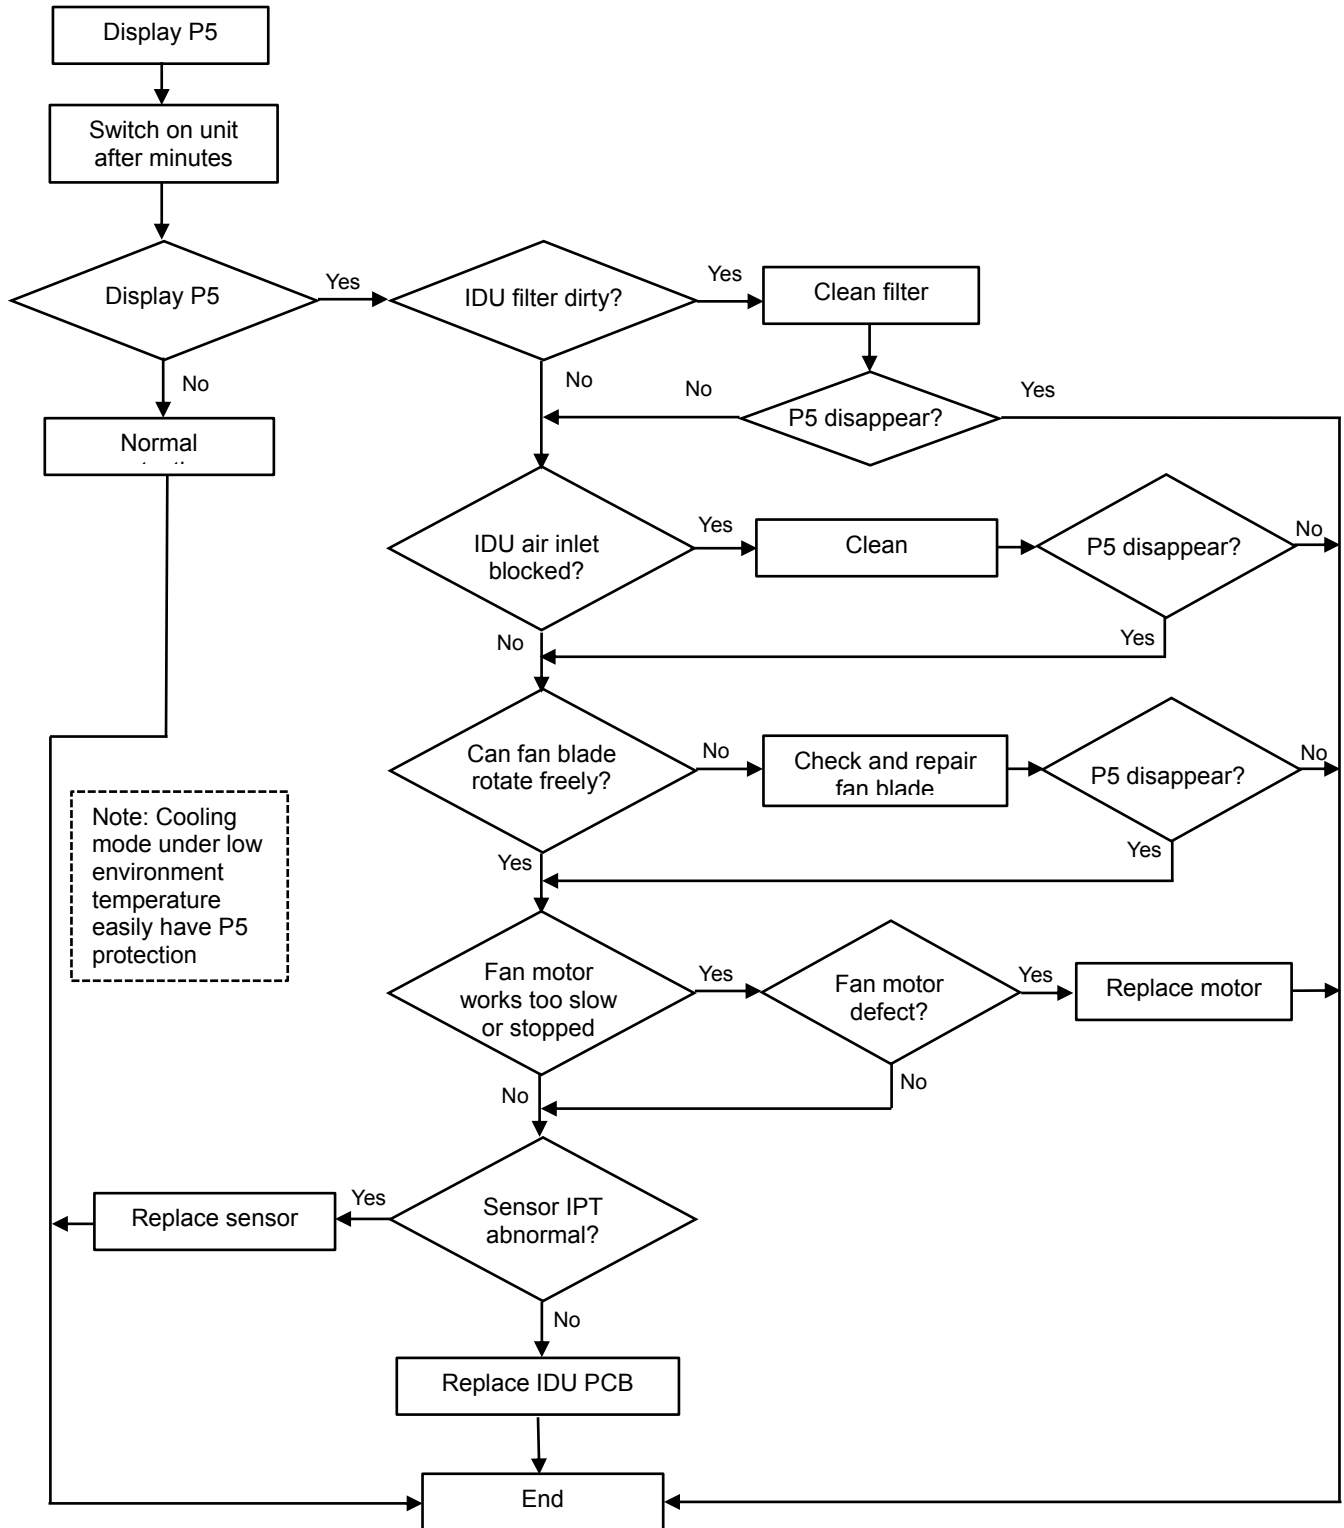 Display P5
Switch on unit
after minutes
Display P5
Yes
IDU filter dirty?
Yes
Clean filter
No
No
No
Yes
P5 disappear?
Normal
IDU air inlet
blocked?
Yes
Clean
P5 disappear?
No
No
Yes
Can fan blade
rotate freely?
No
Check and repair
fan blade
P5 disappear?
No
Yes
Yes
Note: Cooling
mode under low
environment
temperature
easily have P5
protection
Fan motor
works too slow
or stopped
Yes
Fan motor
defect?
Yes
Replace motor
No
No
Replace sensor
Yes
Sensor IPT
abnormal?
No
Replace IDU PCB
End